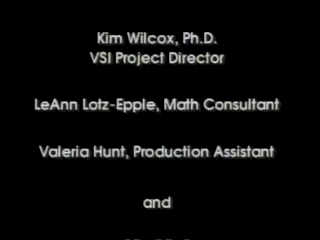 Kim Wilcox, Ph.D.
VSI Project Director
LeAnn Lotz-Epple, Math Consultant
Valeria Hunt, Production Assistant
and